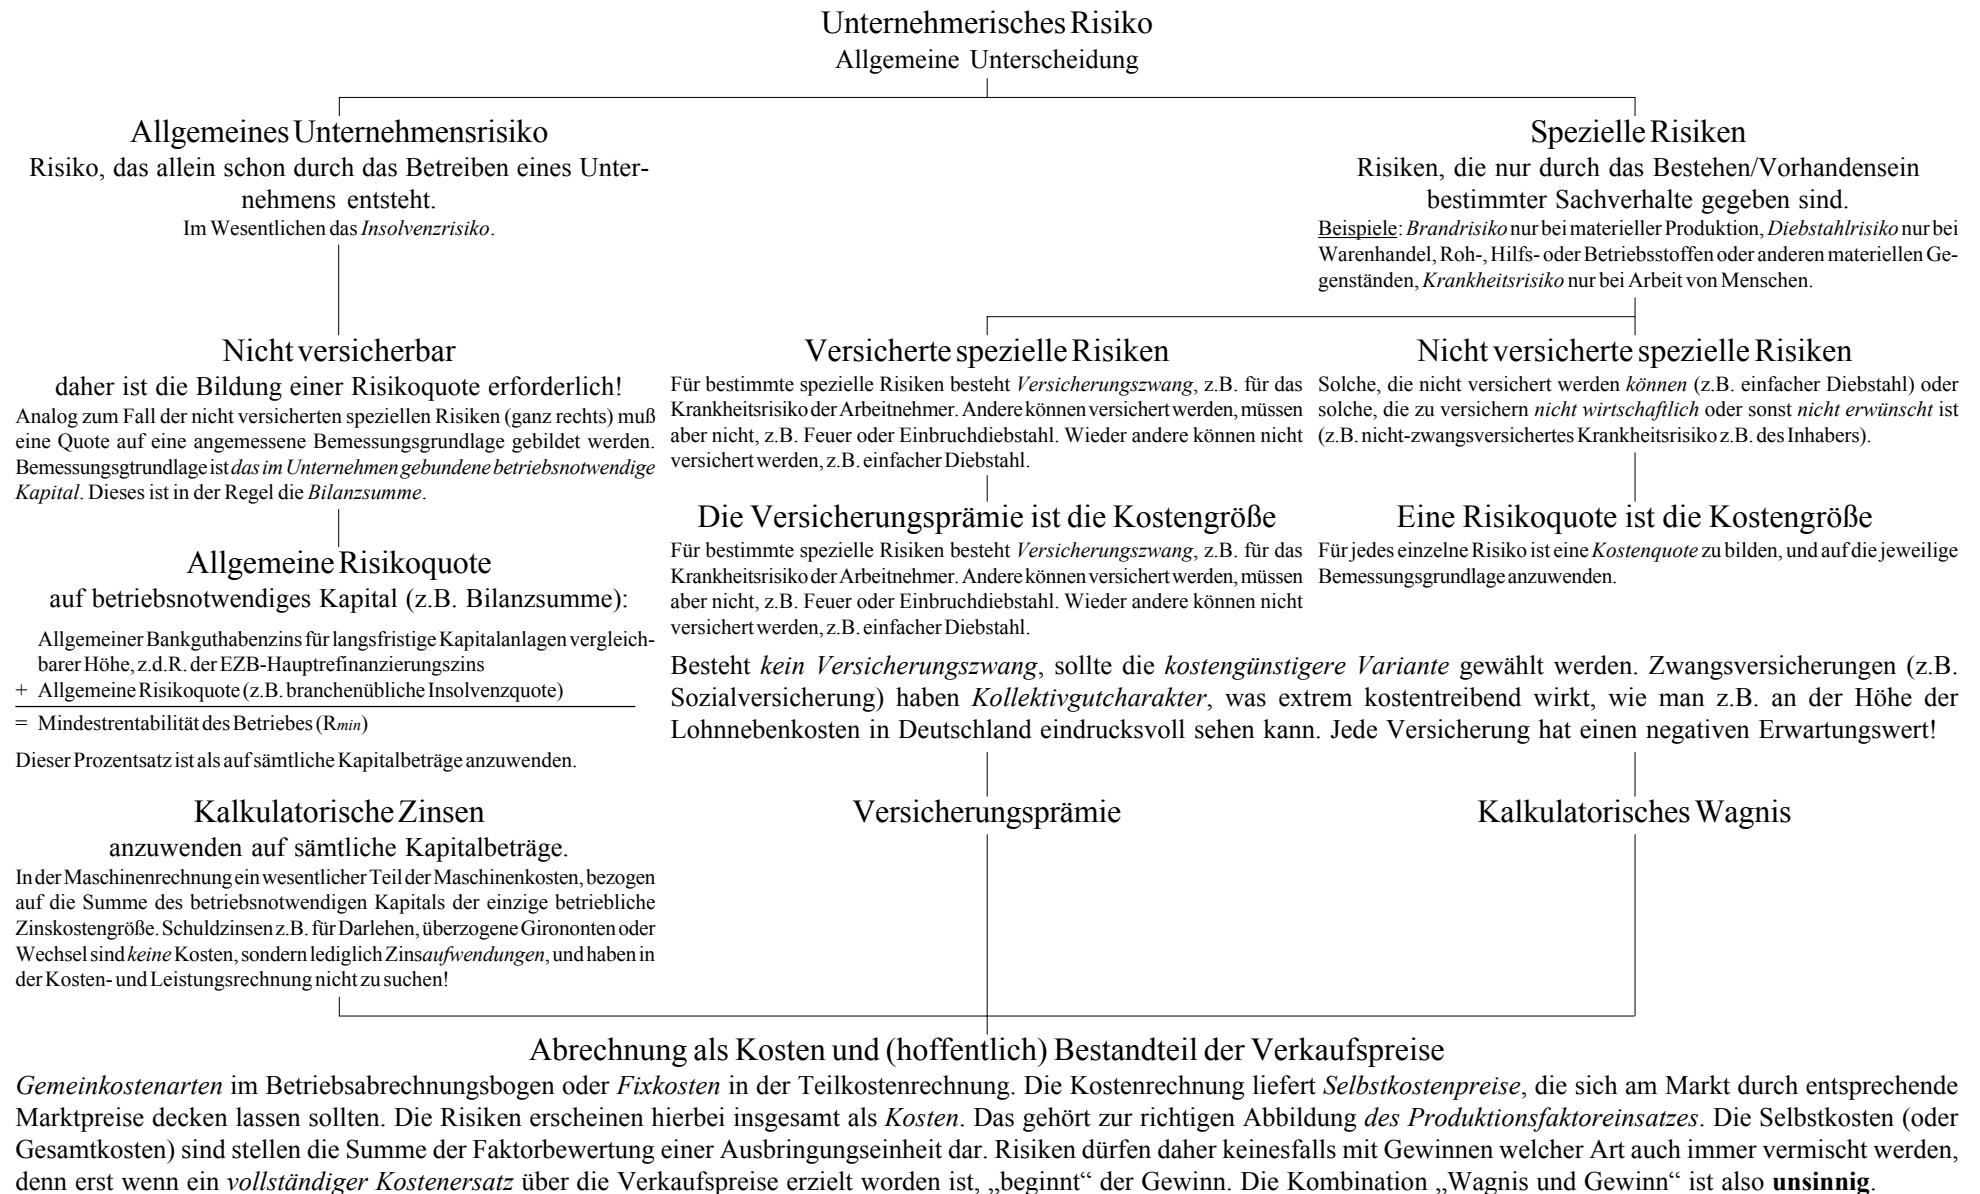 Unternehmerisches Risiko
Allgemeine Unterscheidung
Allgemeines Unternehmensrisiko
Risiko, das allein schon durch das Betreiben eines Unter-
nehmens entsteht.
Im Wesentlichen das Insolvenzrisiko.
Spezielle Risiken
Risiken, die nur durch das Bestehen/Vorhandensein
bestimmter Sachverhalte gegeben sind.
Beispiele: Brandrisiko nur bei materieller Produktion, Diebstahlrisiko nur bei
Warenhandel, Roh-, Hilfs- oder Betriebsstoffen oder anderen materiellen Ge-
genständen, Krankheitsrisiko nur bei Arbeit von Menschen.
Nicht versicherbar
daher ist die Bildung einer Risikoquote erforderlich!
Analog zum Fall der nicht versicherten speziellen Risiken (ganz rechts) muß
eine Quote auf eine angemessene Bemessungsgrundlage gebildet werden.
Bemessungsgtrundlage ist das im Unternehmen gebundene betriebsnotwendige
Kapital. Dieses ist in der Regel die Bilanzsumme.
Allgemeine Risikoquote
auf betriebsnotwendiges Kapital (z.B. Bilanzsumme):
Allgemeiner Bankguthabenzins für langsfristige Kapitalanlagen vergleich-
barer Höhe, z.d.R. der EZB-Hauptrefinanzierungszins
+ Allgemeine Risikoquote (z.B. branchenübliche Insolvenzquote)
= Mindestrentabilität des Betriebes (Rmin)
Dieser Prozentsatz ist als auf sämtliche Kapitalbeträge anzuwenden.
Versicherte spezielle Risiken
Für bestimmte spezielle Risiken besteht Versicherungszwang, z.B. für das
Krankheitsrisiko der Arbeitnehmer. Andere können versichert werden, müssen
aber nicht, z.B. Feuer oder Einbruchdiebstahl. Wieder andere können nicht
versichert werden, z.B. einfacher Diebstahl.
Die Versicherungsprämie ist die Kostengröße
Für bestimmte spezielle Risiken besteht Versicherungszwang, z.B. für das
Krankheitsrisiko der Arbeitnehmer. Andere können versichert werden, müssen
aber nicht, z.B. Feuer oder Einbruchdiebstahl. Wieder andere können nicht
versichert werden, z.B. einfacher Diebstahl.
Nicht versicherte spezielle Risiken
Solche, die nicht versichert werden können (z.B. einfacher Diebstahl) oder
solche, die zu versichern nicht wirtschaftlich oder sonst nicht erwünscht ist
(z.B. nicht-zwangsversichertes Krankheitsrisiko z.B. des Inhabers).
Eine Risikoquote ist die Kostengröße
Für jedes einzelne Risiko ist eine Kostenquote zu bilden, und auf die jeweilige
Bemessungsgrundlage anzuwenden.
Besteht kein Versicherungszwang, sollte die kostengünstigere Variante gewählt werden. Zwangsversicherungen (z.B.
Sozialversicherung) haben Kollektivgutcharakter, was extrem kostentreibend wirkt, wie man z.B. an der Höhe der
Lohnnebenkosten in Deutschland eindrucksvoll sehen kann. Jede Versicherung hat einen negativen Erwartungswert!
Kalkulatorische Zinsen
anzuwenden auf sämtliche Kapitalbeträge.
In der Maschinenrechnung ein wesentlicher Teil der Maschinenkosten, bezogen
auf die Summe des betriebsnotwendigen Kapitals der einzige betriebliche
Zinskostengröße. Schuldzinsen z.B. für Darlehen, überzogene Girononten oder
Wechsel sind keine Kosten, sondern lediglich Zinsaufwendungen, und haben in
der Kosten- und Leistungsrechnung nicht zu suchen!
Versicherungsprämie
Kalkulatorisches Wagnis
Abrechnung als Kosten und (hoffentlich) Bestandteil der Verkaufspreise
Gemeinkostenarten im Betriebsabrechnungsbogen oder Fixkosten in der Teilkostenrechnung. Die Kostenrechnung liefert Selbstkostenpreise, die sich am Markt durch entsprechende
Marktpreise decken lassen sollten. Die Risiken erscheinen hierbei insgesamt als Kosten. Das gehört zur richtigen Abbildung des Produktionsfaktoreinsatzes. Die Selbstkosten (oder
Gesamtkosten) sind stellen die Summe der Faktorbewertung einer Ausbringungseinheit dar. Risiken dürfen daher keinesfalls mit Gewinnen welcher Art auch immer vermischt werden,
denn erst wenn ein vollständiger Kostenersatz über die Verkaufspreise erzielt worden ist, „beginnt“ der Gewinn. Die Kombination „Wagnis und Gewinn“ ist also unsinnig.